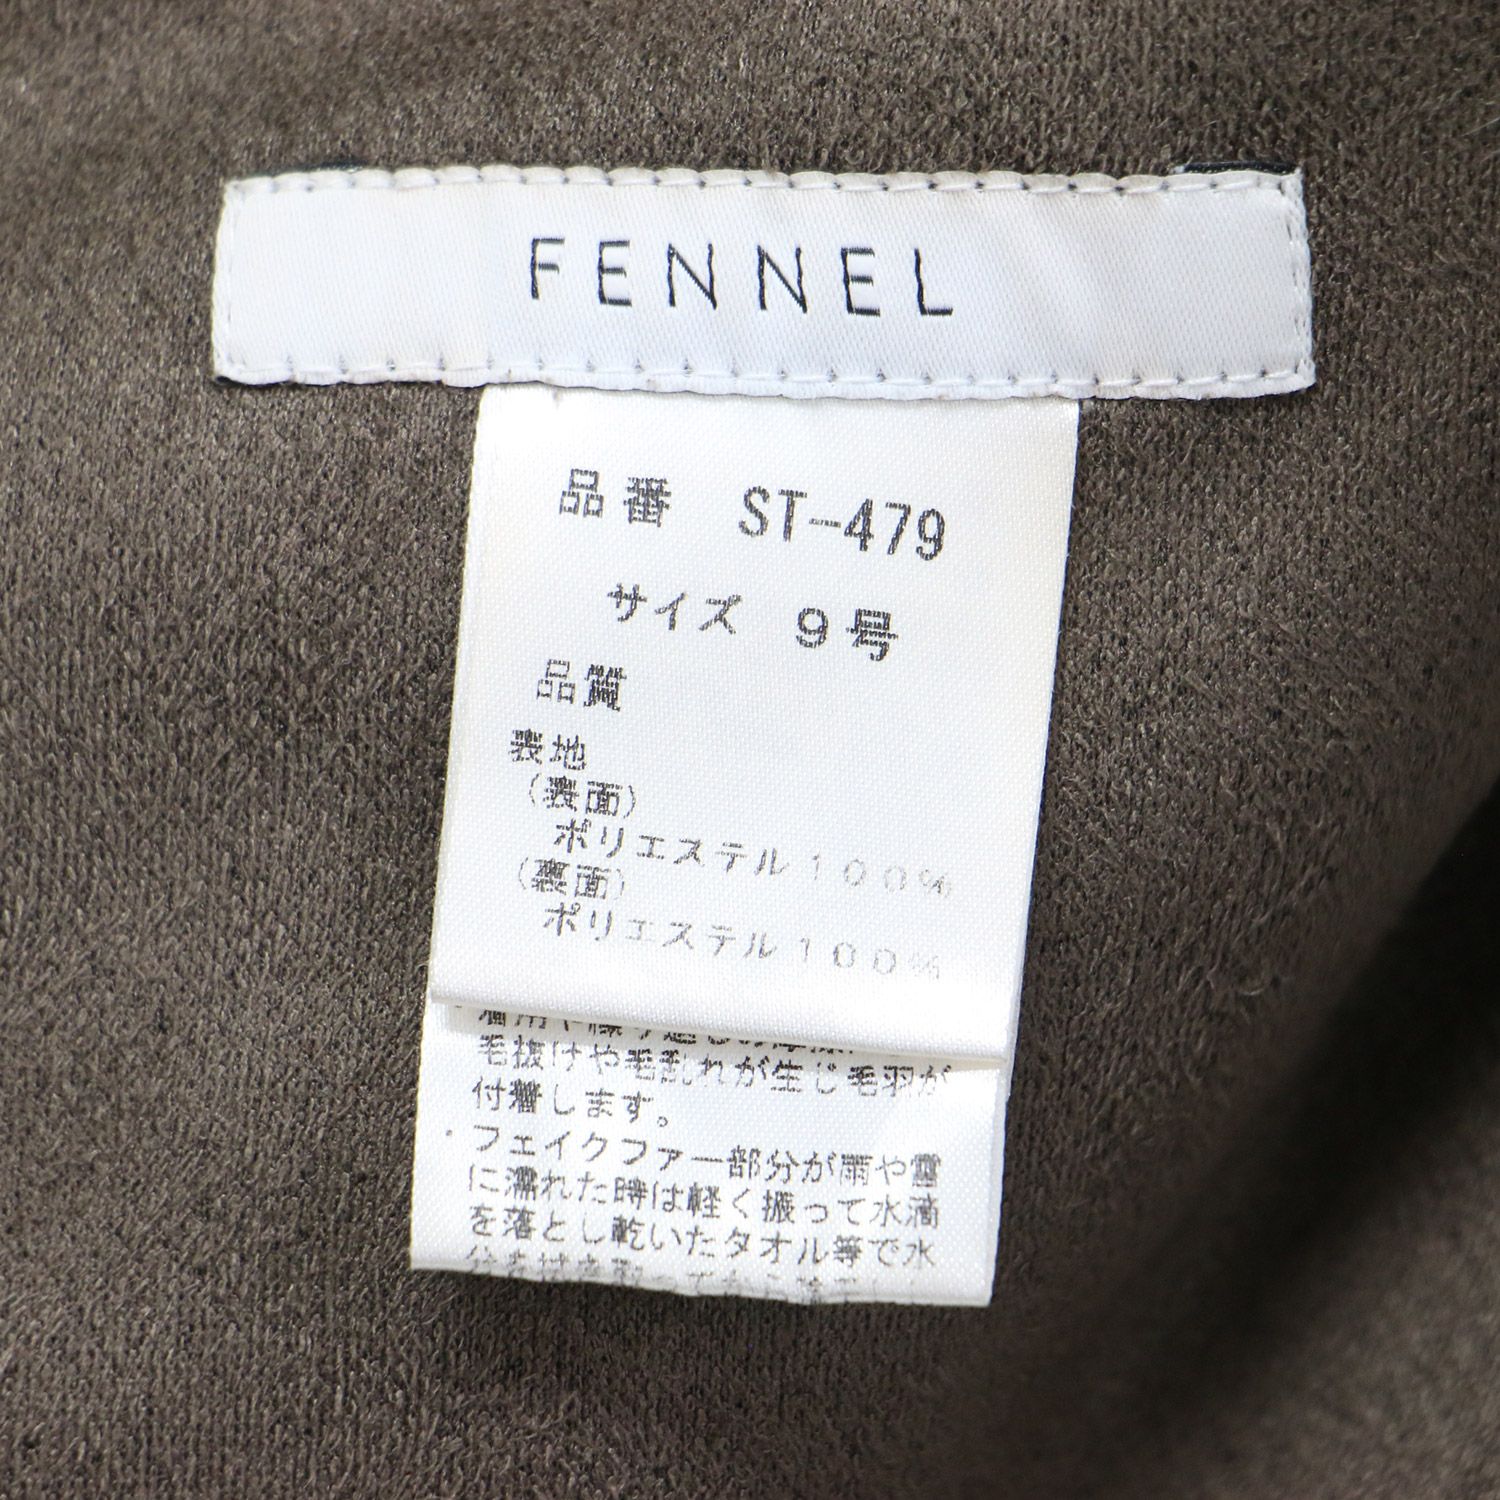 FENNEL
品番 ST-479
サイズ 9号
品質
表地
(表面)
ポリエステル100%
(裏面)
ポリエステル100%
毛抜けや毛乱れが生じ毛羽が
付着します。
・フェイクファー部分が雨や雪
に濡れた時は軽く振って水滴
を落とし乾いたタオル等で水